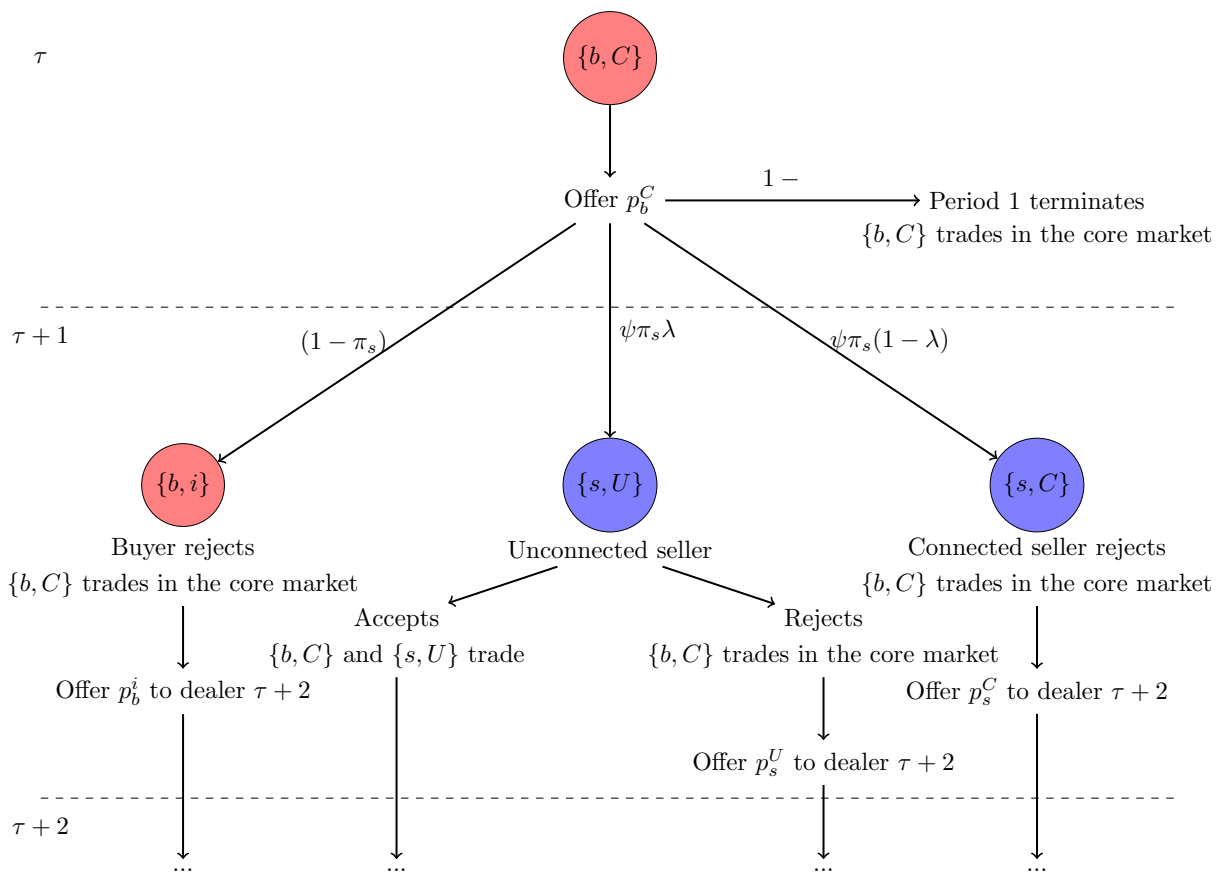 τ
{b, C}
Offer p_b^C
1 −
Period 1 terminates
{b, C} trades in the core market
τ + 1
(1 − π_s)
ψπ_sλ
ψπ_s(1 − λ)
{b, i}
{s, U}
{s, C}
Buyer rejects
{b, C} trades in the core market
Unconnected seller
Connected seller rejects
{b, C} trades in the core market
Accepts
{b, C} and {s, U} trade
Rejects
{b, C} trades in the core market
Offer p_b^i to dealer τ + 2
Offer p_s^C to dealer τ + 2
Offer p_s^U to dealer τ + 2
τ + 2
...
...
...
...